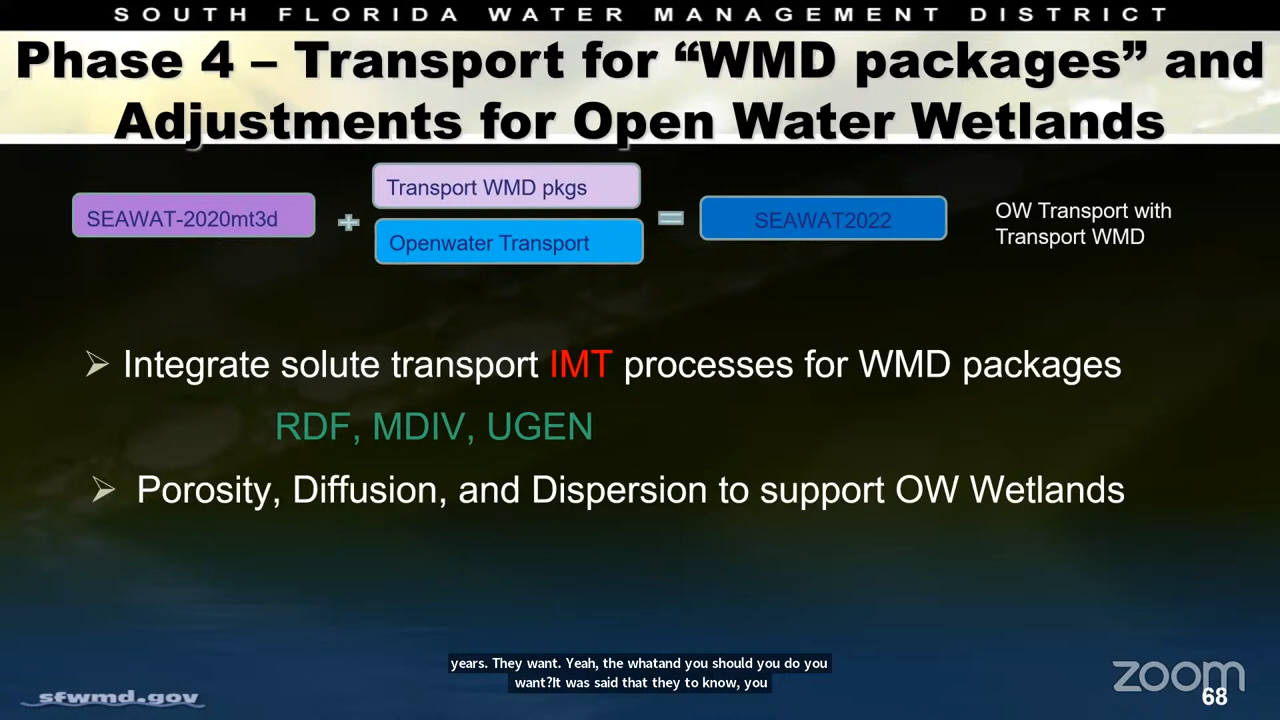 SOUTH FLORIDA WATER MANAGEMENT DISTRICT
Phase 4 – Transport for “WMD packages” and
Adjustments for Open Water Wetlands
SEAWAT-2020mt3d
Transport WMD pkgs
Openwater Transport
SEAWAT2022
OW Transport with
Transport WMD
Integrate solute transport IMT processes for WMD packages
RDF, MDIV, UGEN
Porosity, Diffusion, and Dispersion to support OW Wetlands
years. They want. Yeah, the whatand you should you do you
want?It was said that they to know, you
sfwmd.gov
zoom
68